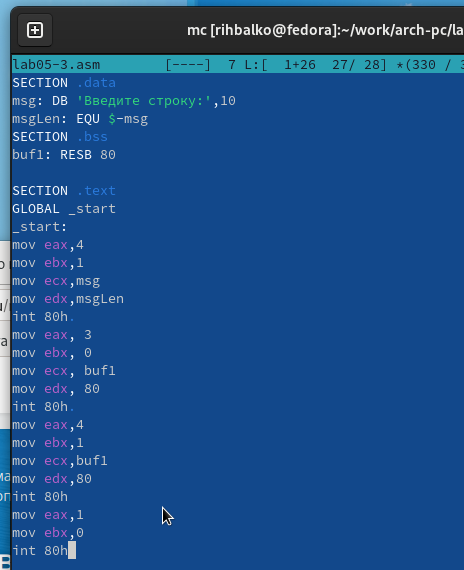 mc [rihbalko@fedora]:~/work/arch-pc/la
lab05-3.asm [----] 7 L:[ 1+26 27/ 28] *(330 / 3
SECTION .data
msg: DB 'Введите строку:',10
msgLen: EQU $-msg
SECTION .bss
buf1: RESB 80
SECTION .text
GLOBAL _start
_start:
mov eax,4
mov ebx,1
mov ecx,msg
mov edx,msgLen
int 80h.
mov eax, 3
mov ebx, 0
mov ecx, buf1
mov edx, 80
int 80h.
mov eax,4
mov ebx,1
mov ecx,buf1
mov edx,80
int 80h
mov eax,1
mov ebx,0
int 80h